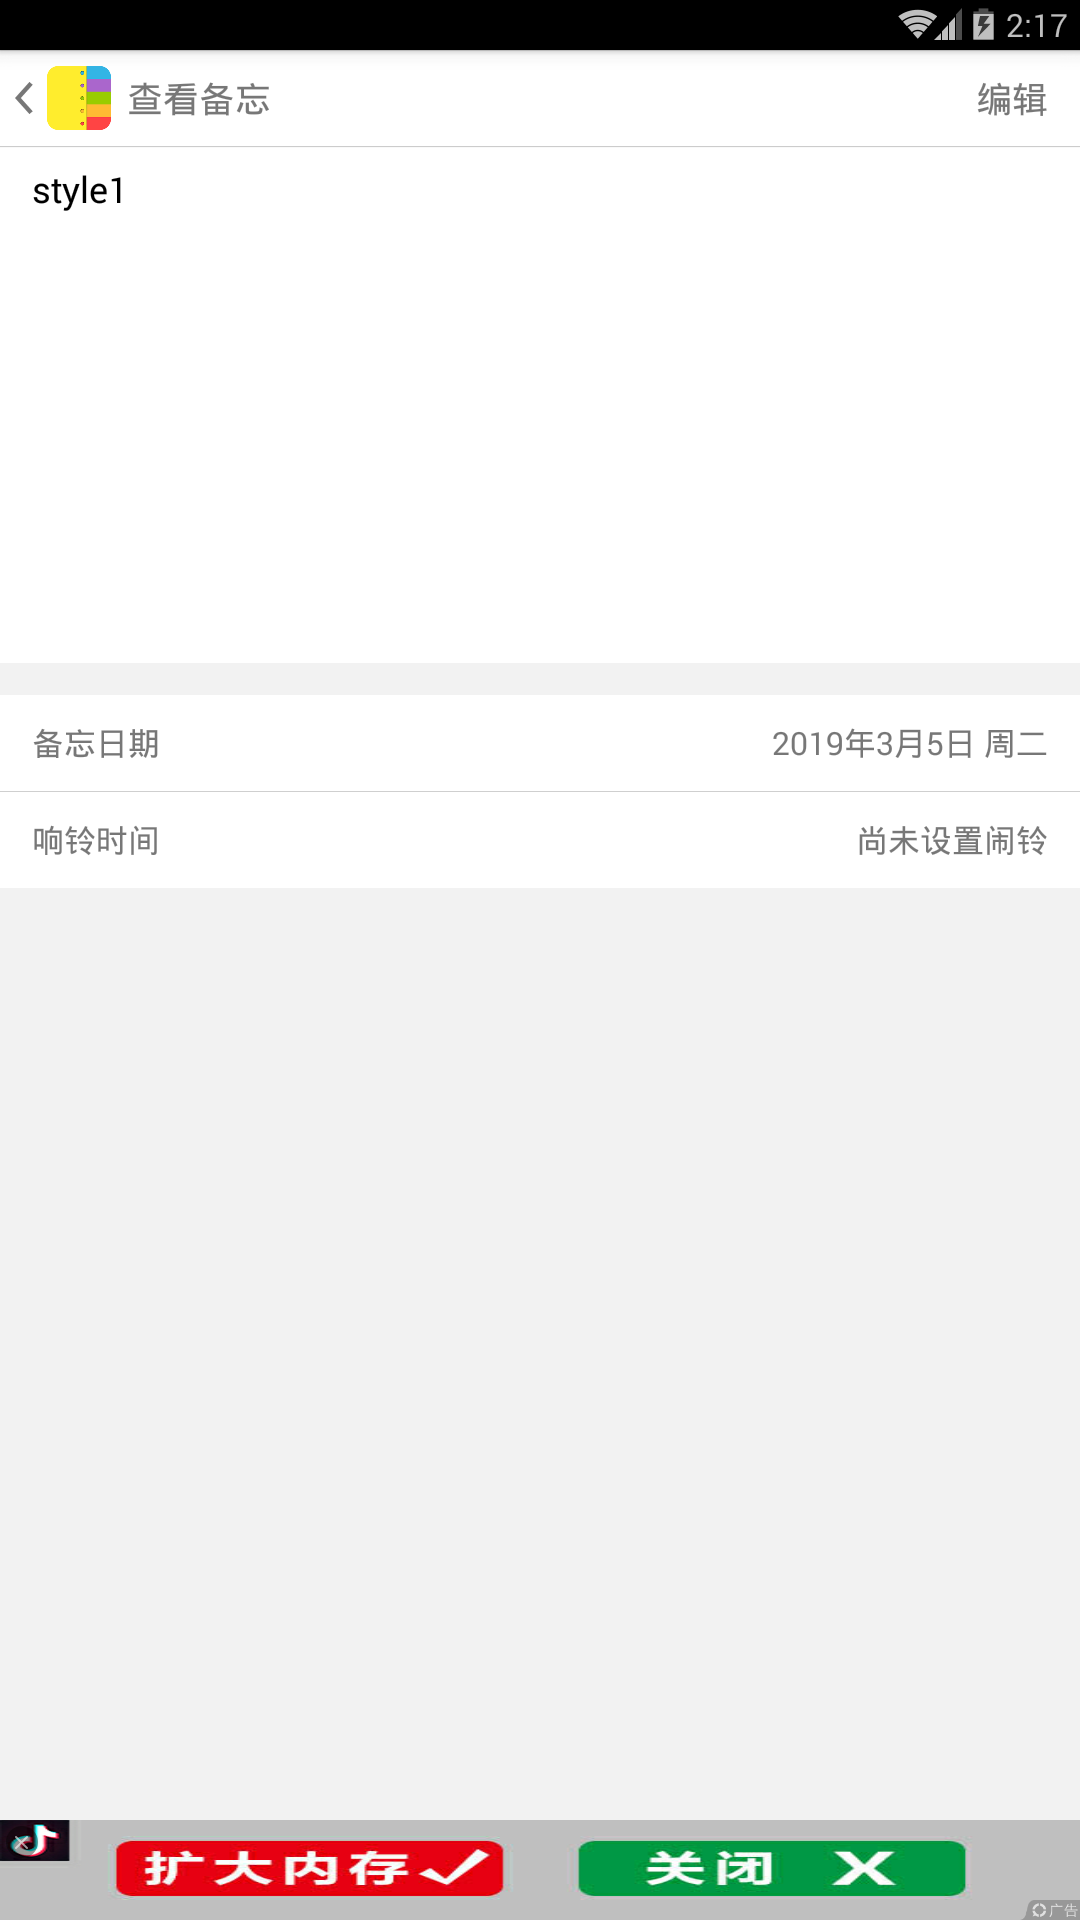 2:17
查看备忘
编辑
style1
备忘日期
2019年3月5日 周二
响铃时间
尚未设置闹铃
扩大内存
关闭
广告